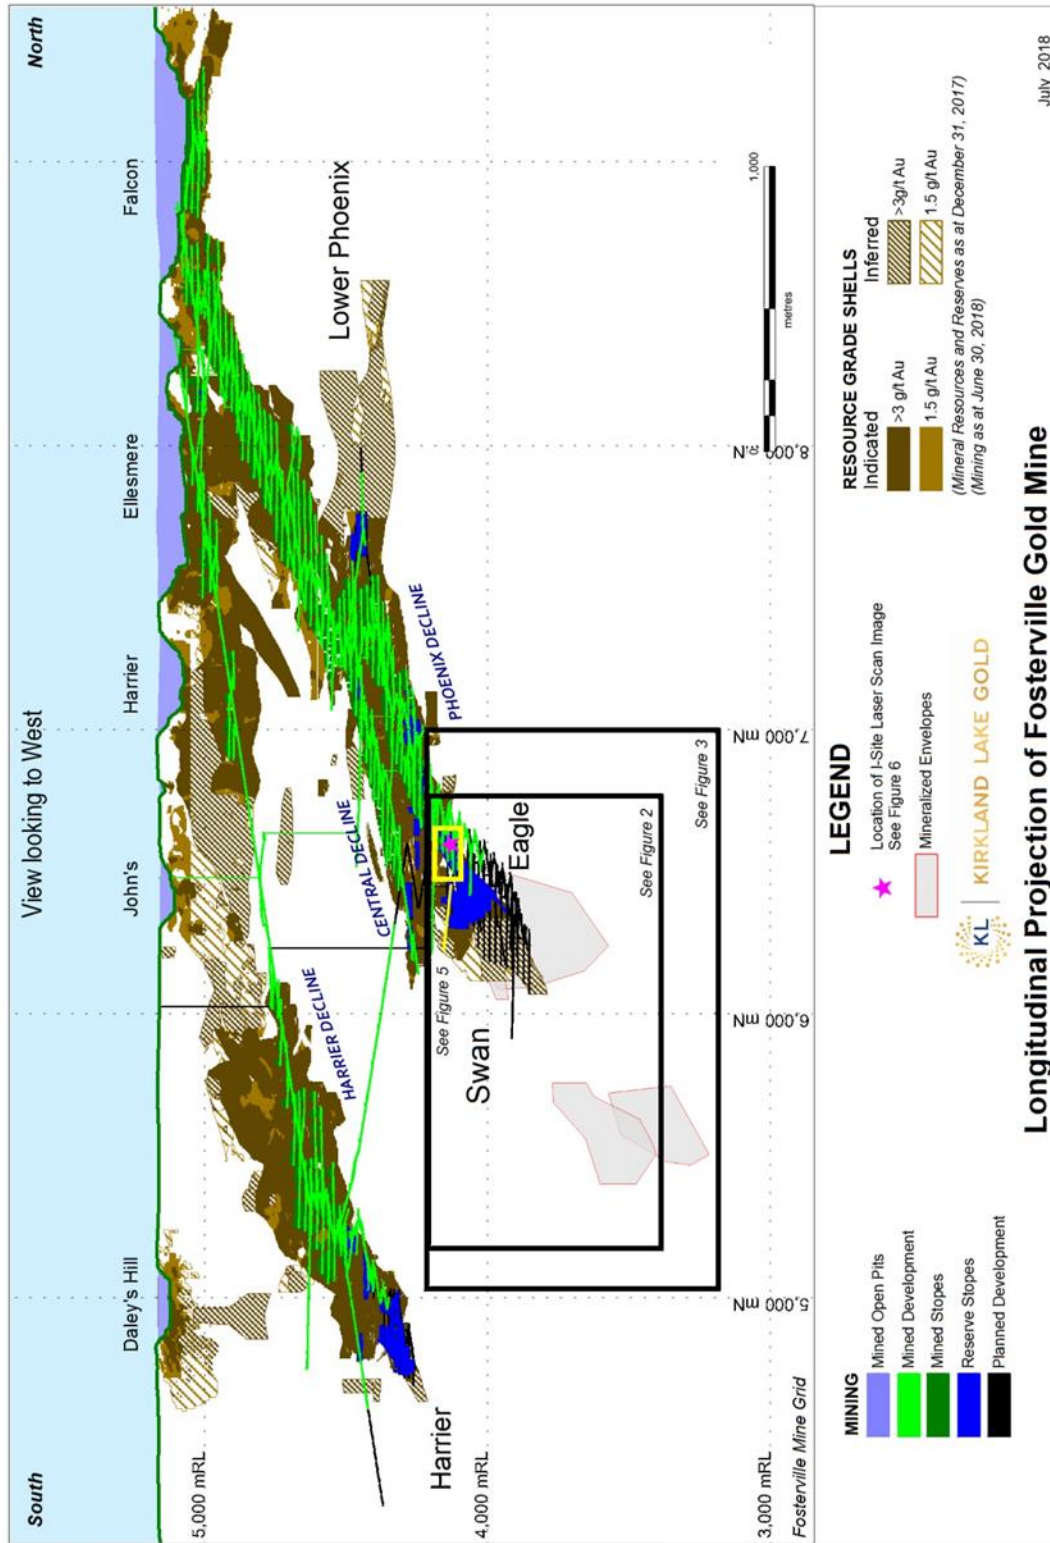 View looking to West
South
North
Daley's Hill
John's
Harrier
Ellesmere
Falcon
5,000 mRL
4,000 mRL
3,000 mRL
HARRIER DECLINE
CENTRAL DECLINE
PHOENIX DECLINE
Lower Phoenix
Harrier
Swan
Eagle
See Figure 5
See Figure 2
See Figure 3
5,000
mN
6,000
mN
7,000
mN
8,000
N
0
1,000
metres
Fosterville Mine Grid
MINING
Mined Open Pits
Mined Development
Mined Stopes
Reserve Stopes
Planned Development
LEGEND
Location of I-Site Laser Scan Image
See Figure 6
Mineralized Envelopes
RESOURCE GRADE SHELLS
Indicated
Inferred
>3 g/t Au
>3g/t Au
1.5 g/t Au
1.5 g/t Au
(Mineral Resources and Reserves as at December 31, 2017)
(Mining as at June 30, 2018)
KL
KIRKLAND LAKE GOLD
Longitudinal Projection of Fosterville Gold Mine
July 2018